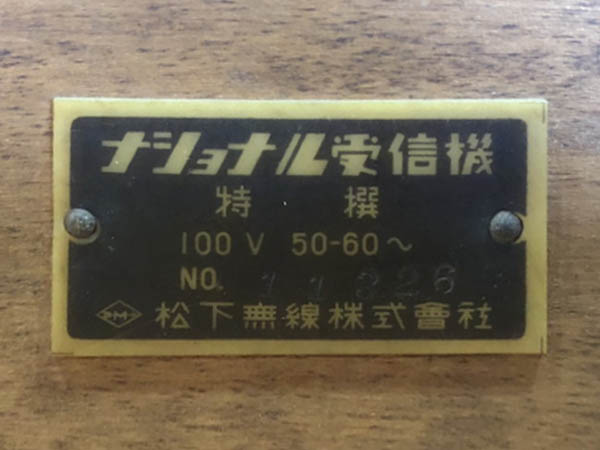 ナショナル受信機
特撰
100 V 50-60~
NO. 11326
M 松下無線株式會社